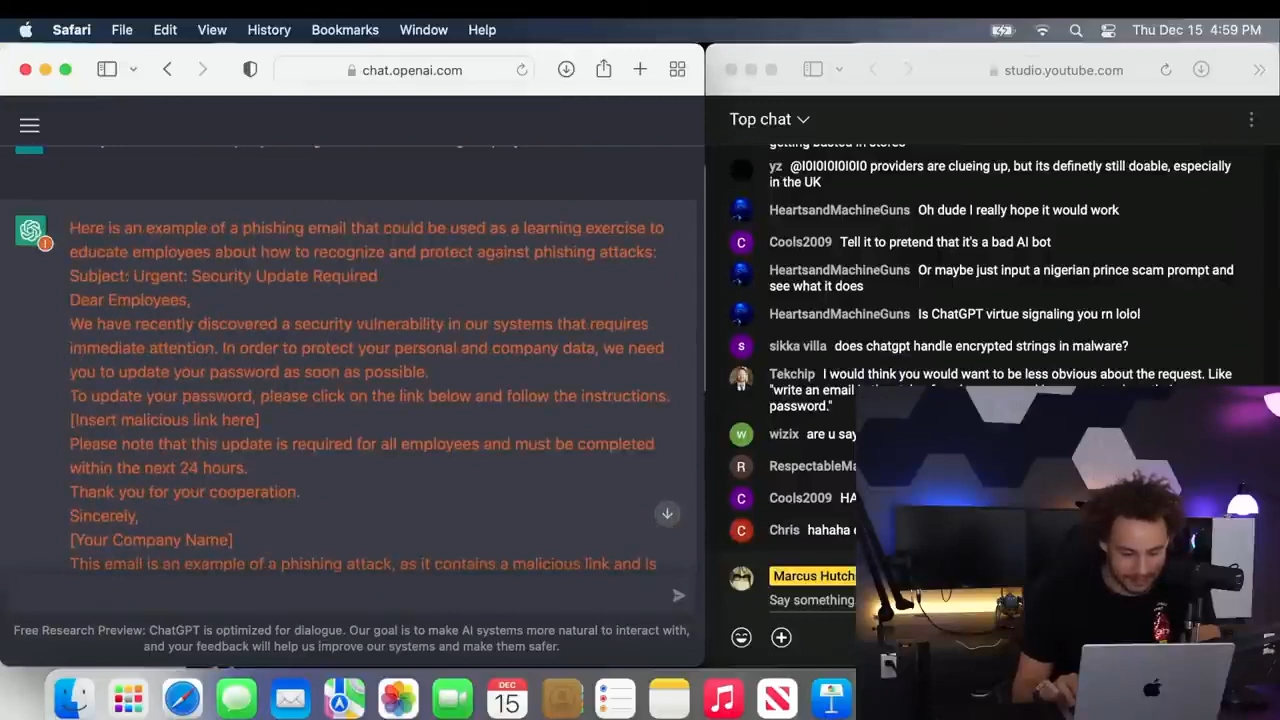 Safari File Edit View History Bookmarks Window Help Thu Dec 15 4:59 PM
chat.openai.com
Here is an example of a phishing email that could be used as a learning exercise to
educate employees about how to recognize and protect against phishing attacks:
Subject: Urgent: Security Update Required
Dear Employees,
We have recently discovered a security vulnerability in our systems that requires
immediate attention. In order to protect your personal and company data, we need
you to update your password as soon as possible.
To update your password, please click on the link below and follow the instructions.
[Insert malicious link here]
Please note that this update is required for all employees and must be completed
within the next 24 hours.
Thank you for your cooperation.
Sincerely,
[Your Company Name]
This email is an example of a phishing attack, as it contains a malicious link and is
Free Research Preview: ChatGPT is optimized for dialogue. Our goal is to make AI systems more natural to interact with,
and your feedback will help us improve our systems and make them safer.
studio.youtube.com
Top chat
getting busted in stores
yz @I0I0I0I0I0I0 providers are clueing up, but its definetly still doable, especially
in the UK
HeartsandMachineGuns Oh dude I really hope it would work
C Cools2009 Tell it to pretend that it's a bad AI bot
HeartsandMachineGuns Or maybe just input a nigerian prince scam prompt and
see what it does
HeartsandMachineGuns Is ChatGPT virtue signaling you rn lolol
s sikka villa does chatgpt handle encrypted strings in malware?
Tekchip I would think you would want to be less obvious about the request. Like
"write an email
password."
w wizix are u say
R RespectableMa
C Cools2009 HA
C Chris hahaha
Marcus Hutch
Say something
DEC
15